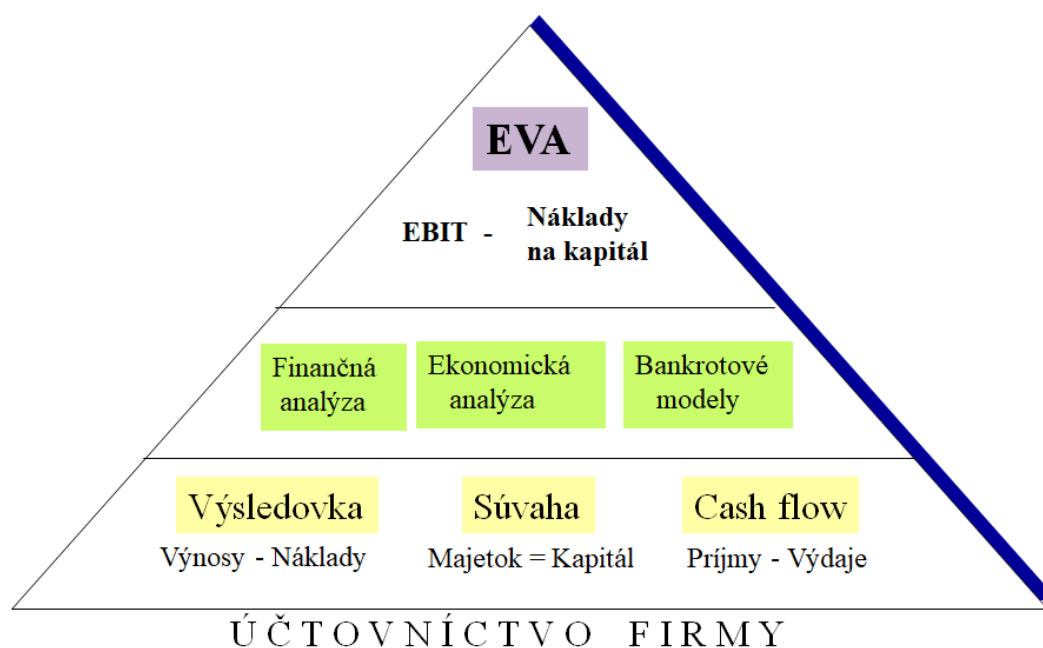 EVA
EBIT - Náklady
na kapitál
Finančná
analýza
Ekonomická
analýza
Bankrotové
modely
Výsledovka
Výnosy - Náklady
Súvaha
Majetok = Kapitál
Cash flow
Príjmy - Výdaje
ÚČTOVNÍCTVO FIRMY